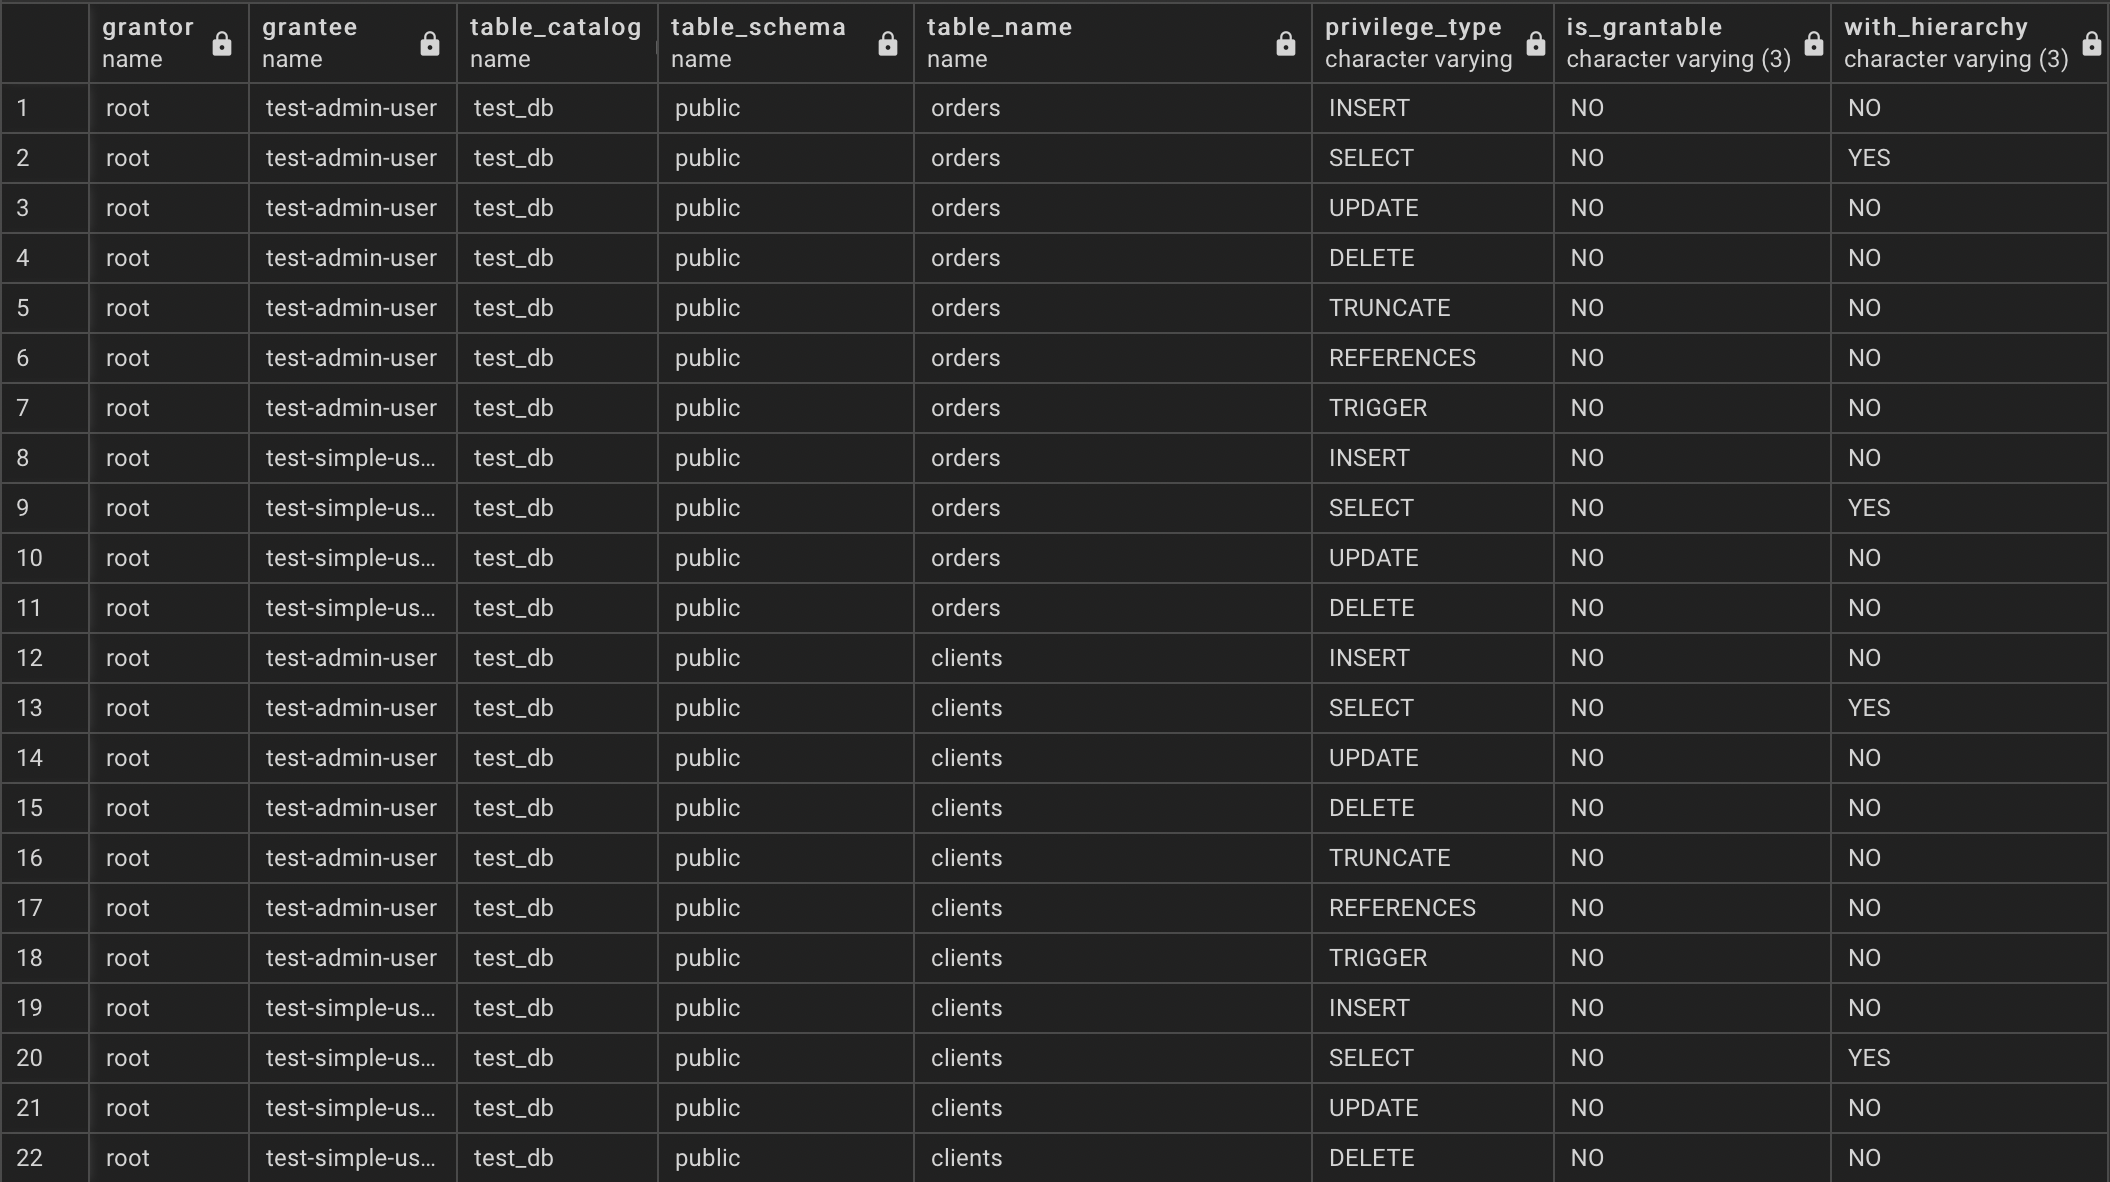 grantor grantee table_catalog table_schema table_name privilege_type is_grantable with_hierarchy
name name name name name character varying character varying (3) character varying (3)
1 root test-admin-user test_db public orders INSERT NO NO
2 root test-admin-user test_db public orders SELECT NO YES
3 root test-admin-user test_db public orders UPDATE NO NO
4 root test-admin-user test_db public orders DELETE NO NO
5 root test-admin-user test_db public orders TRUNCATE NO NO
6 root test-admin-user test_db public orders REFERENCES NO NO
7 root test-admin-user test_db public orders TRIGGER NO NO
8 root test-simple-us... test_db public orders INSERT NO NO
9 root test-simple-us... test_db public orders SELECT NO YES
10 root test-simple-us... test_db public orders UPDATE NO NO
11 root test-simple-us... test_db public orders DELETE NO NO
12 root test-admin-user test_db public clients INSERT NO NO
13 root test-admin-user test_db public clients SELECT NO YES
14 root test-admin-user test_db public clients UPDATE NO NO
15 root test-admin-user test_db public clients DELETE NO NO
16 root test-admin-user test_db public clients TRUNCATE NO NO
17 root test-admin-user test_db public clients REFERENCES NO NO
18 root test-admin-user test_db public clients TRIGGER NO NO
19 root test-simple-us... test_db public clients INSERT NO NO
20 root test-simple-us... test_db public clients SELECT NO YES
21 root test-simple-us... test_db public clients UPDATE NO NO
22 root test-simple-us... test_db public clients DELETE NO NO